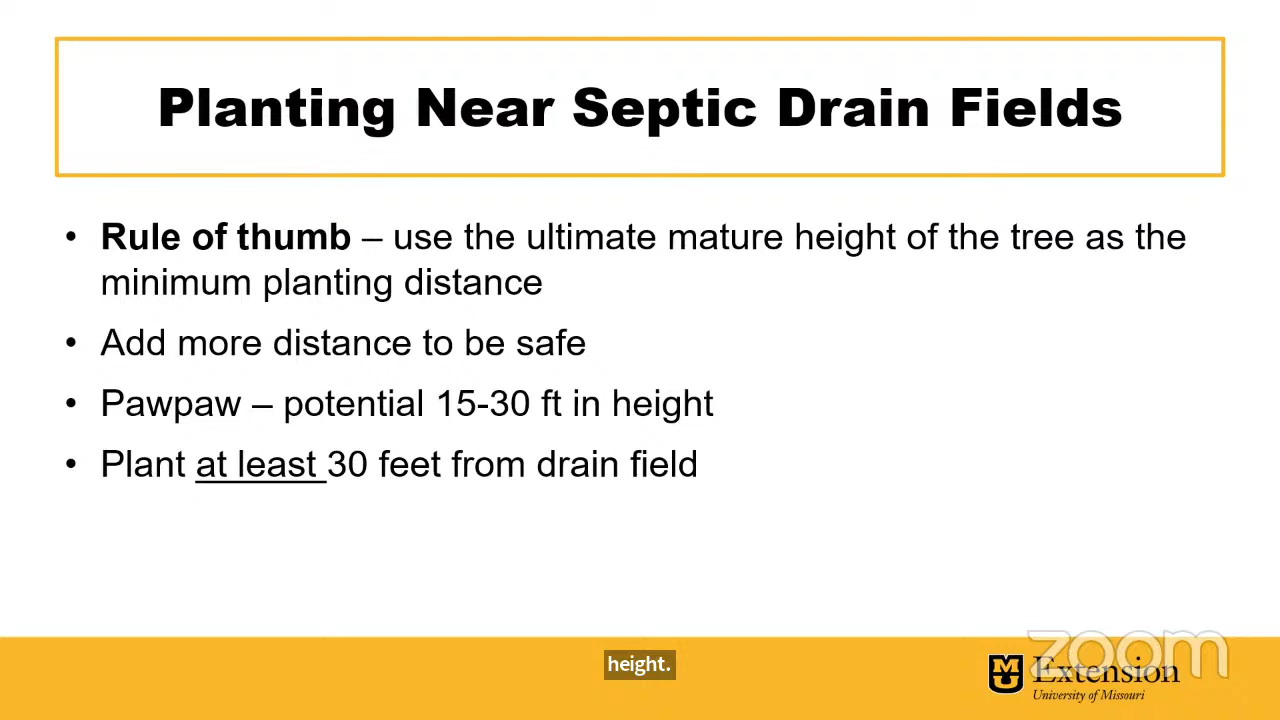 Planting Near Septic Drain Fields
• Rule of thumb – use the ultimate mature height of the tree as the
minimum planting distance
• Add more distance to be safe
• Pawpaw – potential 15-30 ft in height
• Plant at least 30 feet from drain field
height.
zoom
MU Extension
University of Missouri